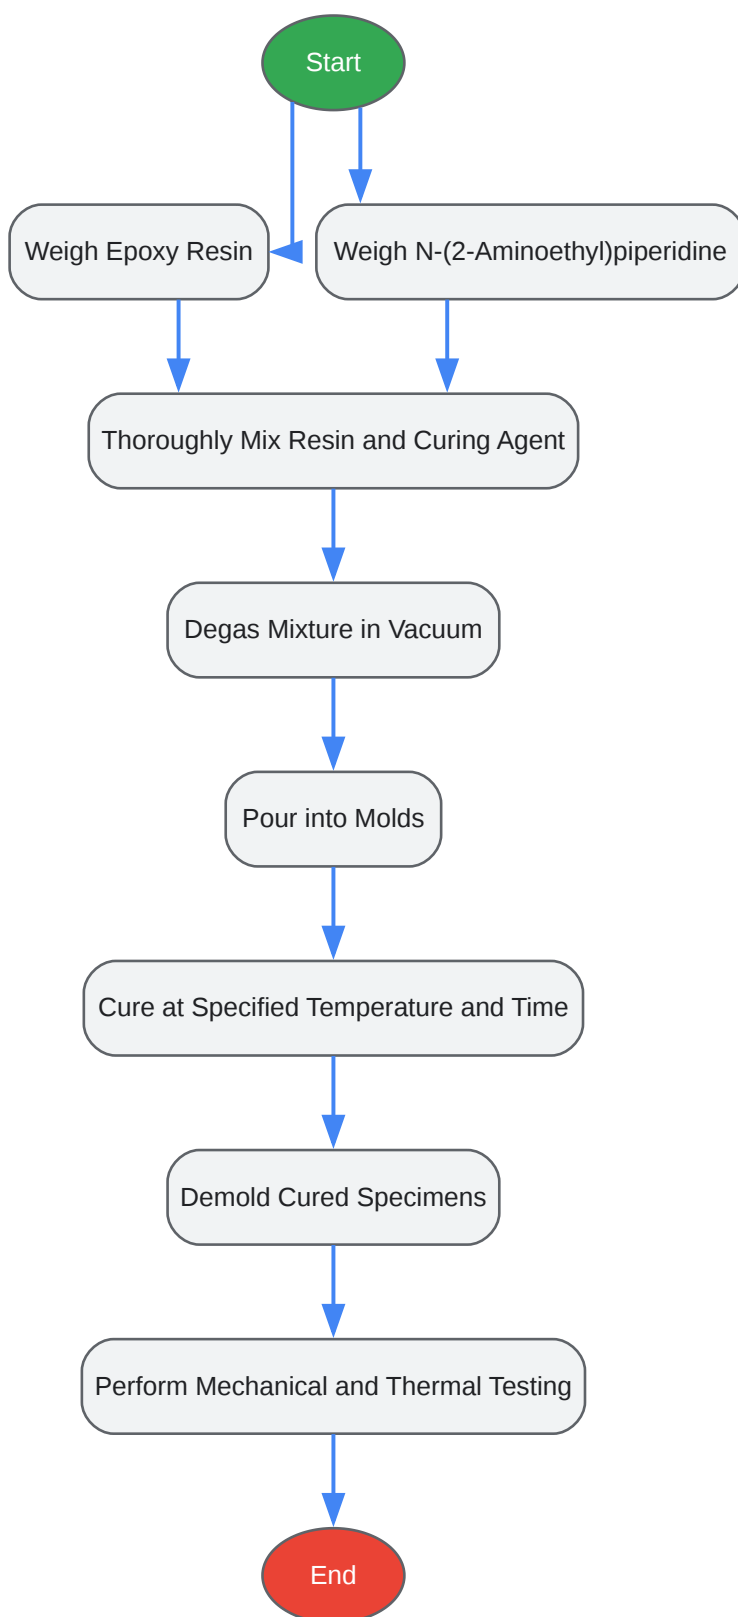 Start
Weigh Epoxy Resin
Weigh N-(2-Aminoethyl)piperidine
Thoroughly Mix Resin and Curing Agent
Degas Mixture in Vacuum
Pour into Molds
Cure at Specified Temperature and Time
Demold Cured Specimens
Perform Mechanical and Thermal Testing
End